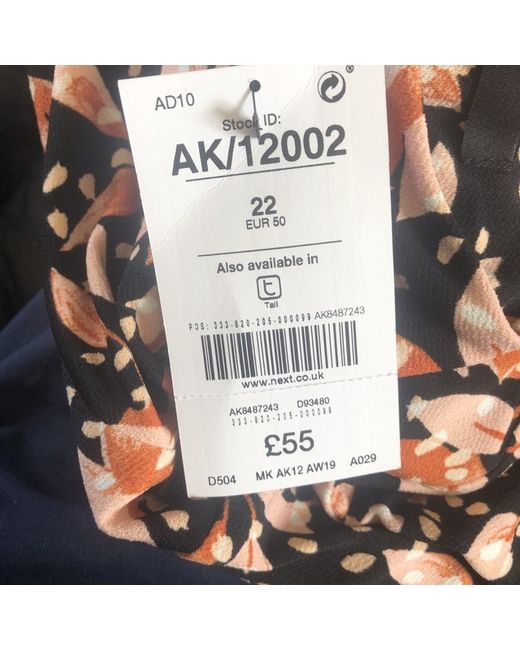 AD10
Stock ID:
AK/12002
22
EUR 50
Also available in
t
Tall
POS: 333-820-205-000099 AK8487243
www.next.co.uk
AK8487243 D93480
333-820-205-000099
£55
D504 MK AK12 AW19 A029